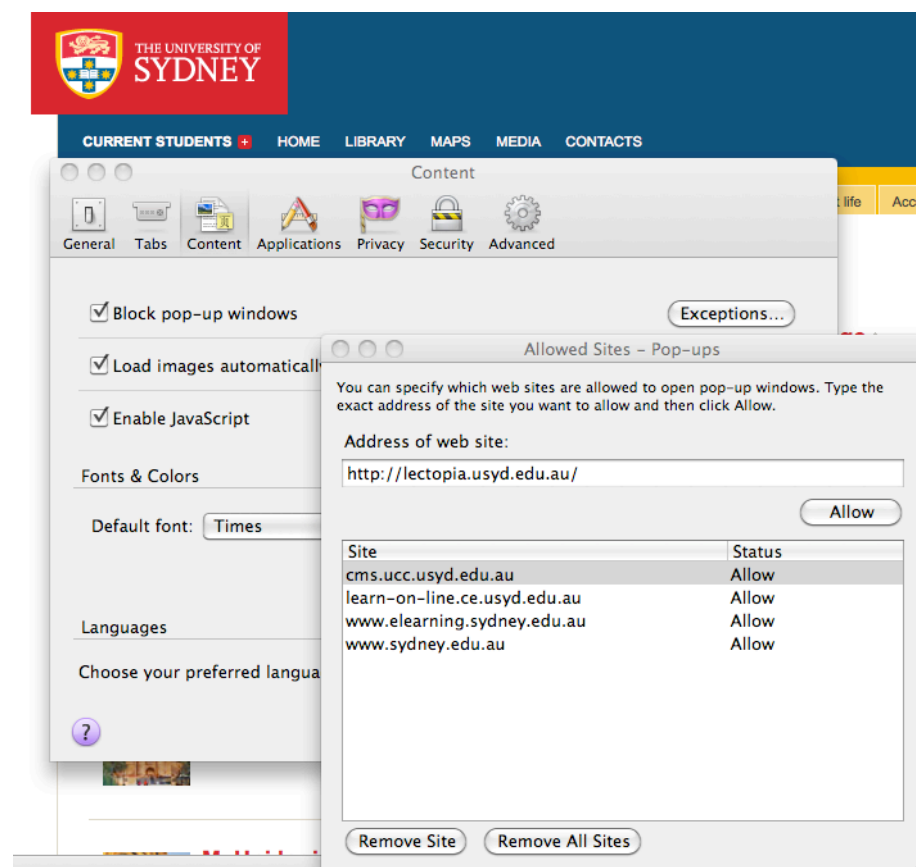 THE UNIVERSITY OF
SYDNEY
CURRENT STUDENTS + HOME LIBRARY MAPS MEDIA CONTACTS
Content
life Acc
General Tabs Content Applications Privacy Security Advanced
Block pop-up windows
Exceptions...
Load images automatically
Allowed Sites – Pop-ups
You can specify which web sites are allowed to open pop-up windows. Type the
exact address of the site you want to allow and then click Allow.
Enable JavaScript
Address of web site:
http://lectopia.usyd.edu.au/
Fonts & Colors
Allow
Default font: Times
Site Status
cms.ucc.usyd.edu.au Allow
learn-on-line.ce.usyd.edu.au Allow
www.elearning.sydney.edu.au Allow
www.sydney.edu.au Allow
Languages
Choose your preferred langua
?
Remove Site Remove All Sites